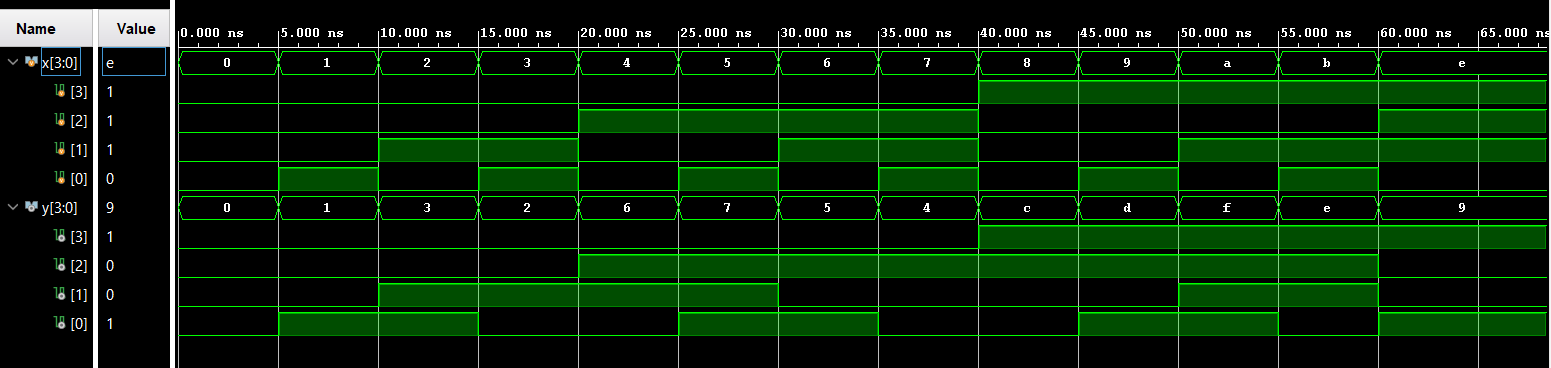 Name Value 0.000 ns 5.000 ns 10.000 ns 15.000 ns 20.000 ns 25.000 ns 30.000 ns 35.000 ns 40.000 ns 45.000 ns 50.000 ns 55.000 ns 60.000 ns 65.000 ns
x[3:0] e 0 1 2 3 4 5 6 7 8 9 a b e
[3] 1
[2] 1
[1] 1
[0] 0
y[3:0] 9 0 1 3 2 6 7 5 4 c d f e 9
[3] 1
[2] 0
[1] 0
[0] 1